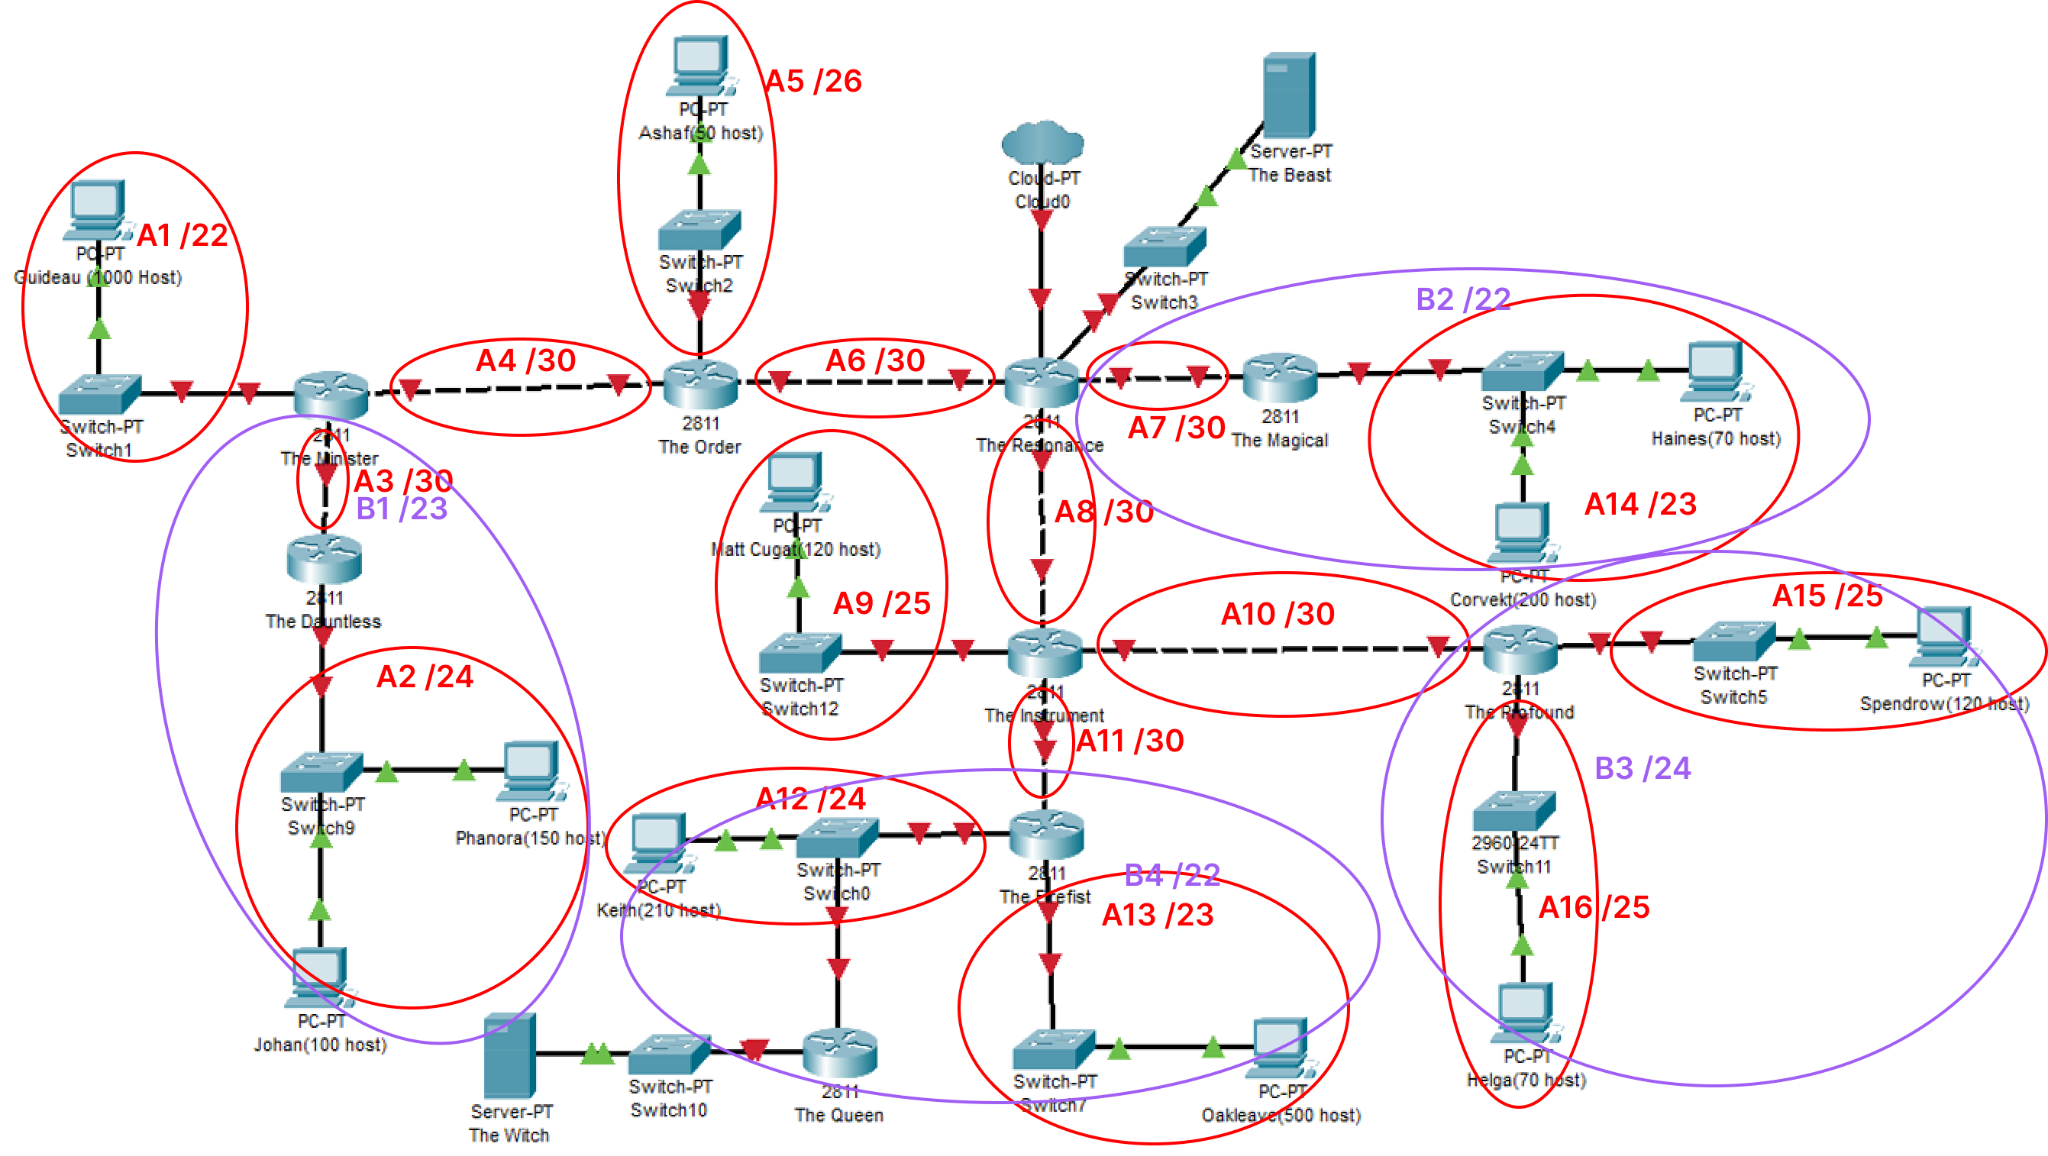 A1 /22
PC-PT
Guideau (1000 Host)
Switch-PT
Switch1
A5 /26
PC-PT
Ashaf(50 host)
Switch-PT
Switch2
Cloud-PT
Cloud0
Server-PT
The Beast
Switch-PT
Switch3
A4 /30
A6 /30
A7 /30
2811
The Minister
2811
The Order
2811
The Resonance
2811
The Magical
B2 /22
Switch-PT
Switch4
PC-PT
Haines(70 host)
A14 /23
PC-PT
Corvekt(200 host)
A3 /30
B1 /23
2811
The Dauntless
A2 /24
Switch-PT
Switch9
PC-PT
Phanora(150 host)
PC-PT
Johan(100 host)
PC-PT
Matt Cugat(120 host)
A9 /25
Switch-PT
Switch12
A8 /30
A10 /30
2811
The Instrument
A11 /30
2811
The Profound
A15 /25
Switch-PT
Switch5
PC-PT
Spendrow(120 host)
B3 /24
2960-24TT
Switch11
A16 /25
PC-PT
Helga(70 host)
A12 /24
PC-PT
Keith(210 host)
Switch-PT
Switch0
2811
The Firefist
B4 /22
A13 /23
Switch-PT
Switch7
PC-PT
Oakleave(500 host)
Server-PT
The Witch
Switch-PT
Switch10
2811
The Queen